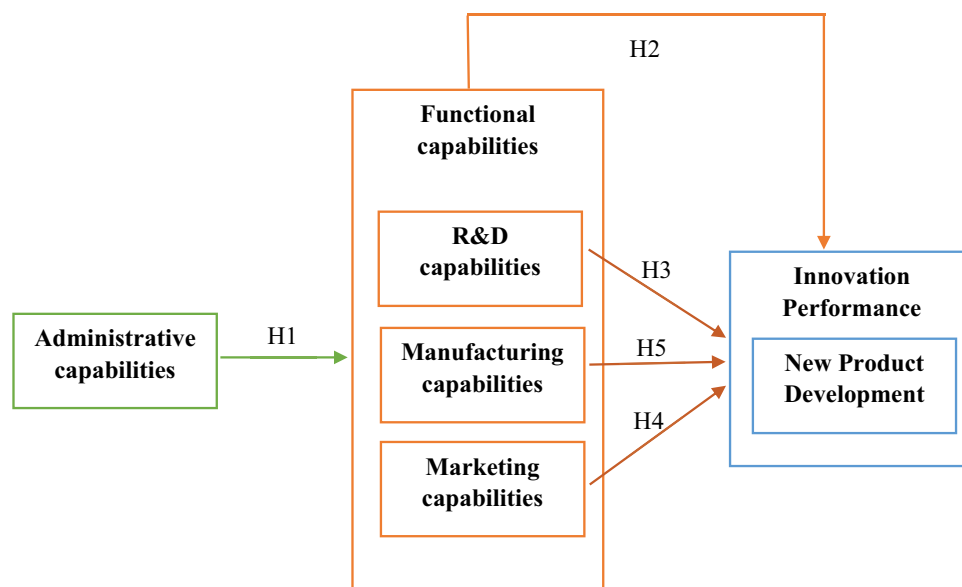 H2
Functional
capabilities
R&D
capabilities
H3
Innovation
Performance
Administrative
capabilities
H1
Manufacturing
capabilities
H5
New Product
Development
H4
Marketing
capabilities